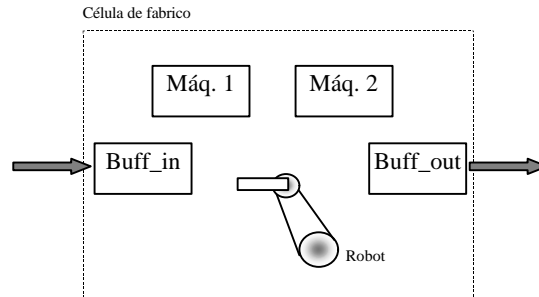 Célula de fabrico
Máq. 1
Máq. 2
Buff_in
Buff_out
Robot